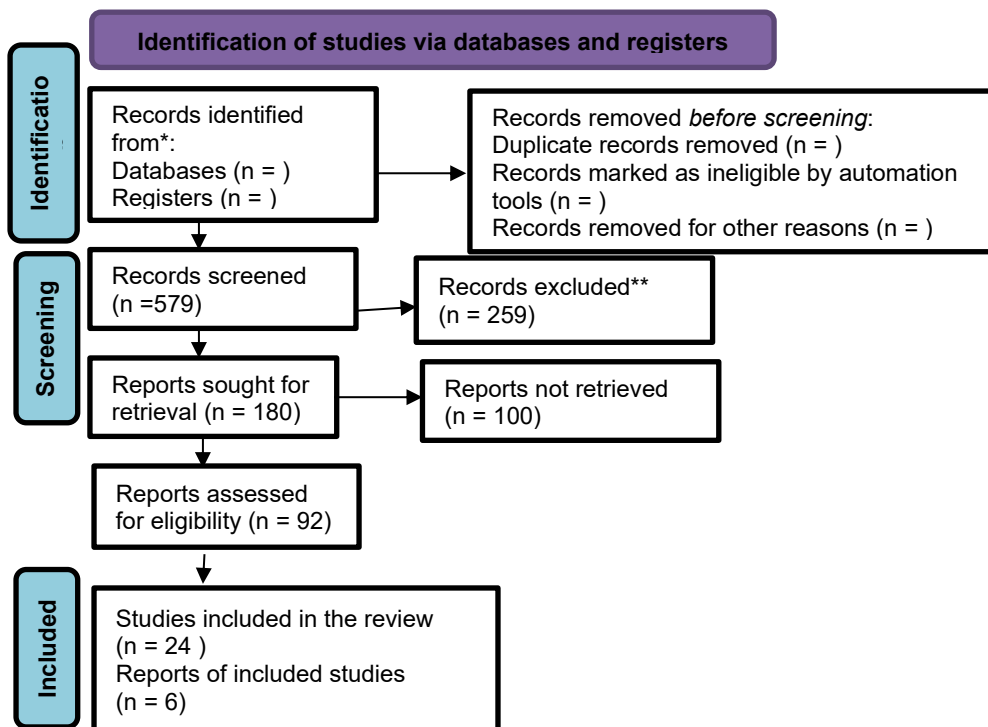 Identification of studies via databases and registers
Identificatio
Records identified
from*:
Databases (n = )
Registers (n = )
Records removed before screening:
Duplicate records removed (n = )
Records marked as ineligible by automation
tools (n = )
Records removed for other reasons (n = )
Screening
Records screened
(n =579)
Records excluded**
(n = 259)
Reports sought for
retrieval (n = 180)
Reports not retrieved
(n = 100)
Reports assessed
for eligibility (n = 92)
Included
Studies included in the review
(n = 24 )
Reports of included studies
(n = 6)